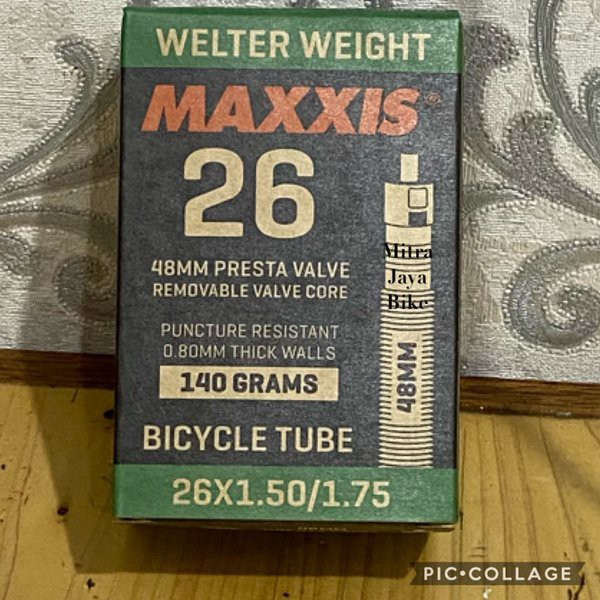 WELTER WEIGHT
MAXXIS®
26
48MM PRESTA VALVE
REMOVABLE VALVE CORE
PUNCTURE RESISTANT
0.80MM THICK WALLS
140 GRAMS
BICYCLE TUBE
26X1.50/1.75
Mitra
Jaya
Bike
48MM
PIC•COLLAGE